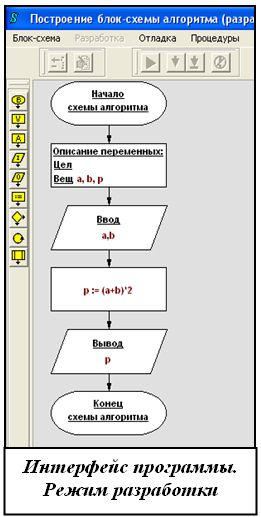 Построение блок-схемы алгоритма (разра
Блок-схема Разработка Отладка Процедуры
Начало
схемы алгоритма
Описание переменных:
Цел
Вещ a, b, p
Ввод
a,b
p := (a+b)*2
Вывод
p
Конец
схемы алгоритма
Интерфейс программы.
Режим разработки